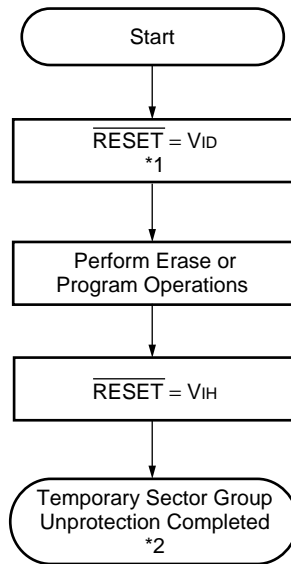 Start
RESET = VID
*1
Perform Erase or
Program Operations
RESET = VIH
Temporary Sector Group
Unprotection Completed
*2